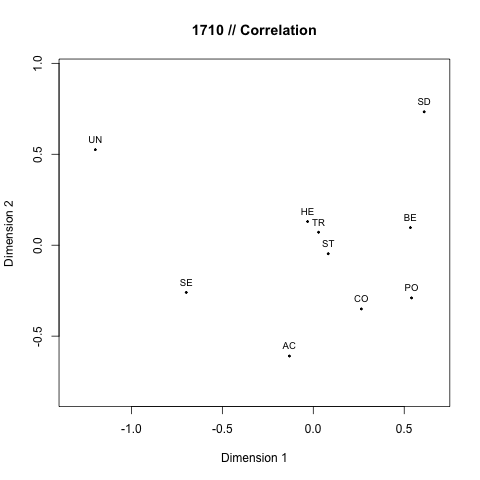 1710 // Correlation
1.0
0.5
0.0
-0.5
Dimension 2
SD
UN
HE
TR
BE
ST
SE
PO
CO
AC
-1.0
-0.5
0.0
0.5
Dimension 1